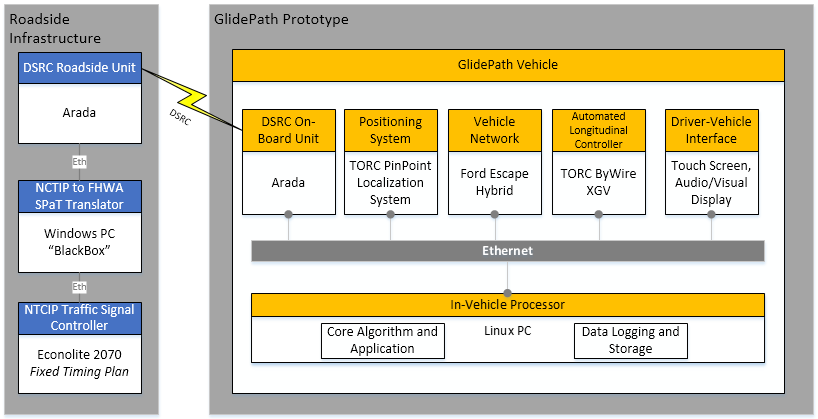 Roadside
Infrastructure
DSRC Roadside Unit
Arada
Eth
NCTIP to FHWA
SPaT Translator
Windows PC
“BlackBox”
Eth
NTCIP Traffic Signal
Controller
Econolite 2070
Fixed Timing Plan
DSRC
GlidePath Prototype
GlidePath Vehicle
DSRC On-
Board Unit
Arada
Positioning
System
TORC PinPoint
Localization
System
Vehicle
Network
Ford Escape
Hybrid
Automated
Longitudinal
Controller
TORC ByWire
XGV
Driver-Vehicle
Interface
Touch Screen,
Audio/Visual
Display
Ethernet
In-Vehicle Processor
Core Algorithm and
Application
Linux PC
Data Logging and
Storage